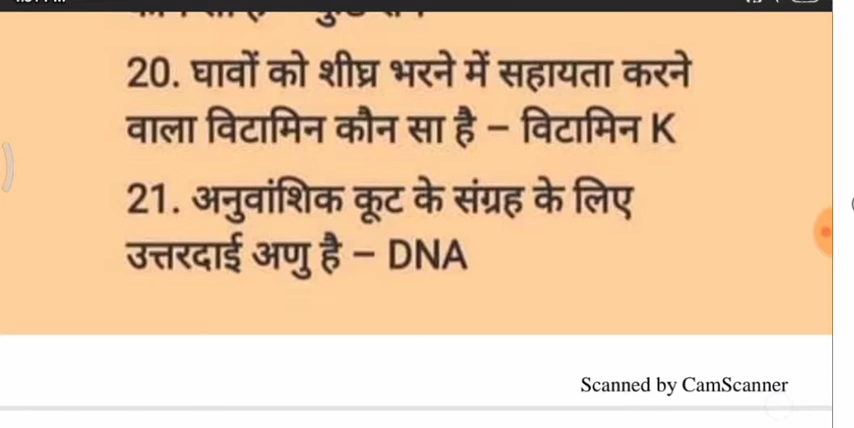 20. घावों को शीघ्र भरने में सहायता करने
वाला विटामिन कौन सा है – विटामिन K
21. अनुवांशिक कूट के संग्रह के लिए
उत्तरदाई अणु है – DNA
Scanned by CamScanner